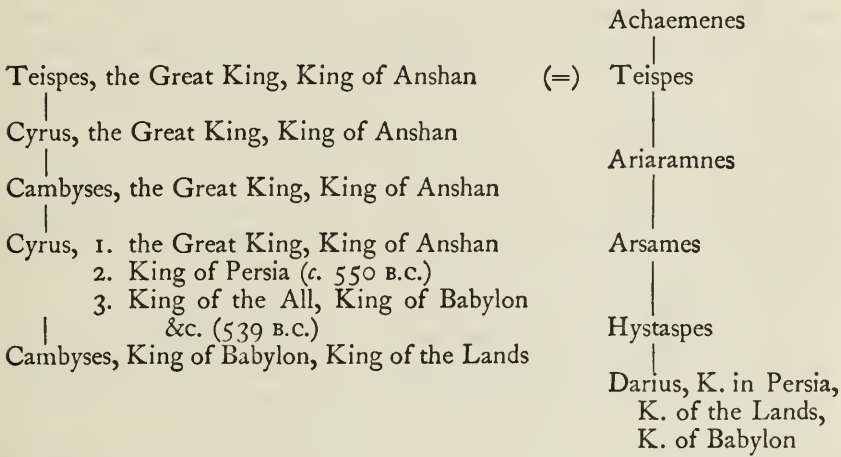 Achaemenes
Teispes, the Great King, King of Anshan (=) Teispes
Cyrus, the Great King, King of Anshan
Ariaramnes
Cambyses, the Great King, King of Anshan
Cyrus, 1. the Great King, King of Anshan Arsames
2. King of Persia (c. 550 B.C.)
3. King of the All, King of Babylon
&c. (539 B.C.) Hystaspes
Cambyses, King of Babylon, King of the Lands
Darius, K. in Persia,
K. of the Lands,
K. of Babylon